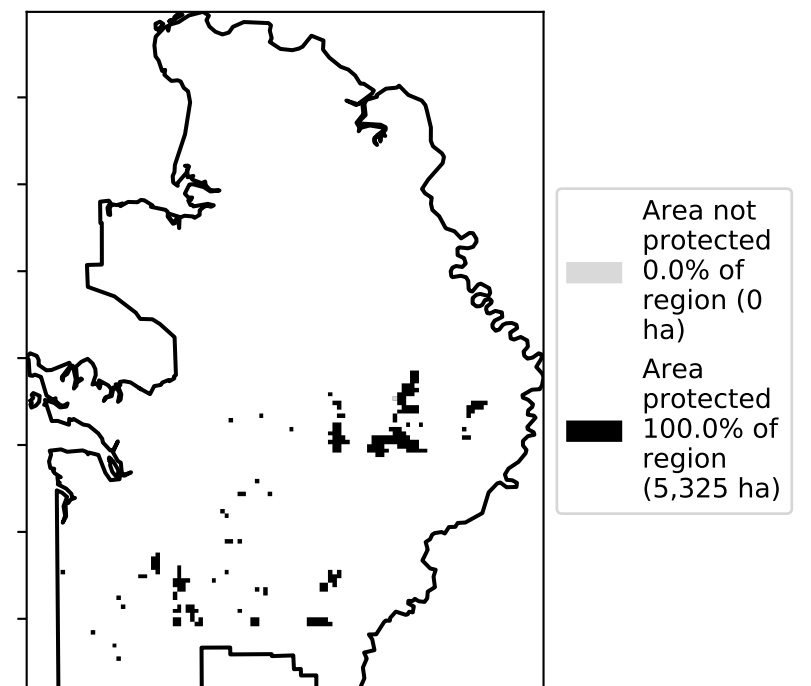 Area not
protected
0.0% of
region (0
ha)
Area
protected
100.0% of
region
(5,325 ha)